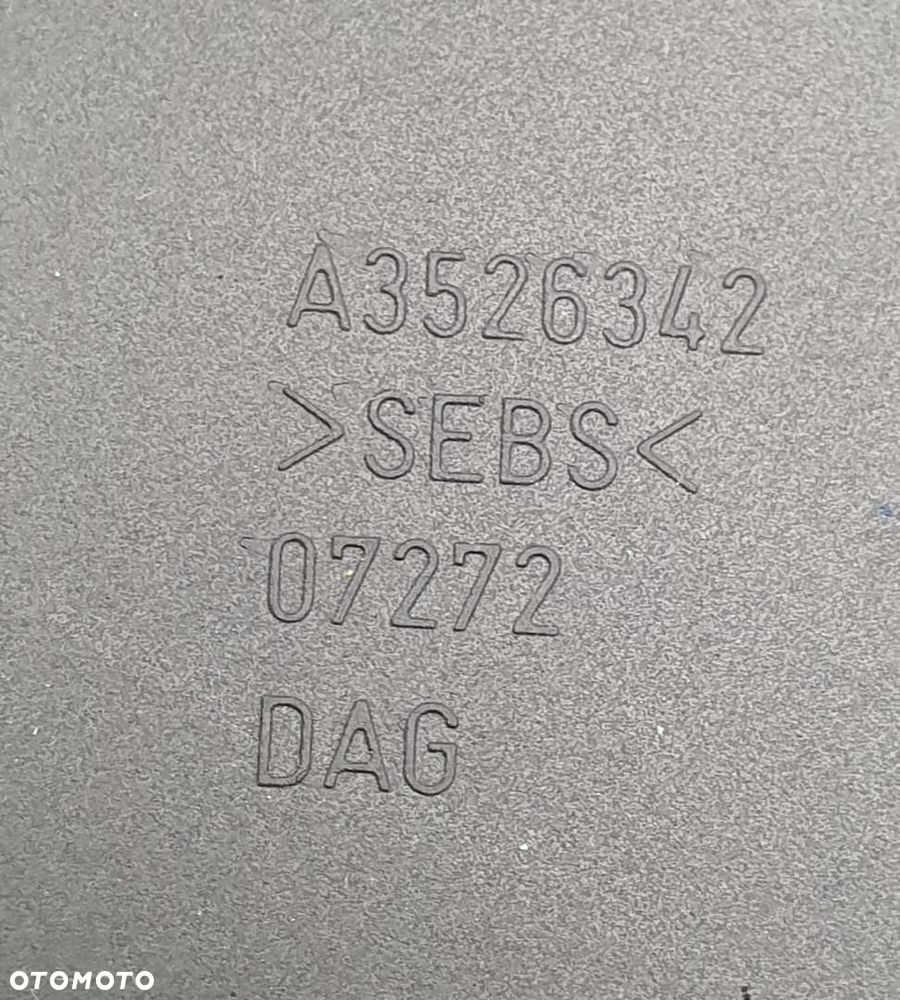 A3526342
>SEBS<
07272
DAG
OTOMOTO